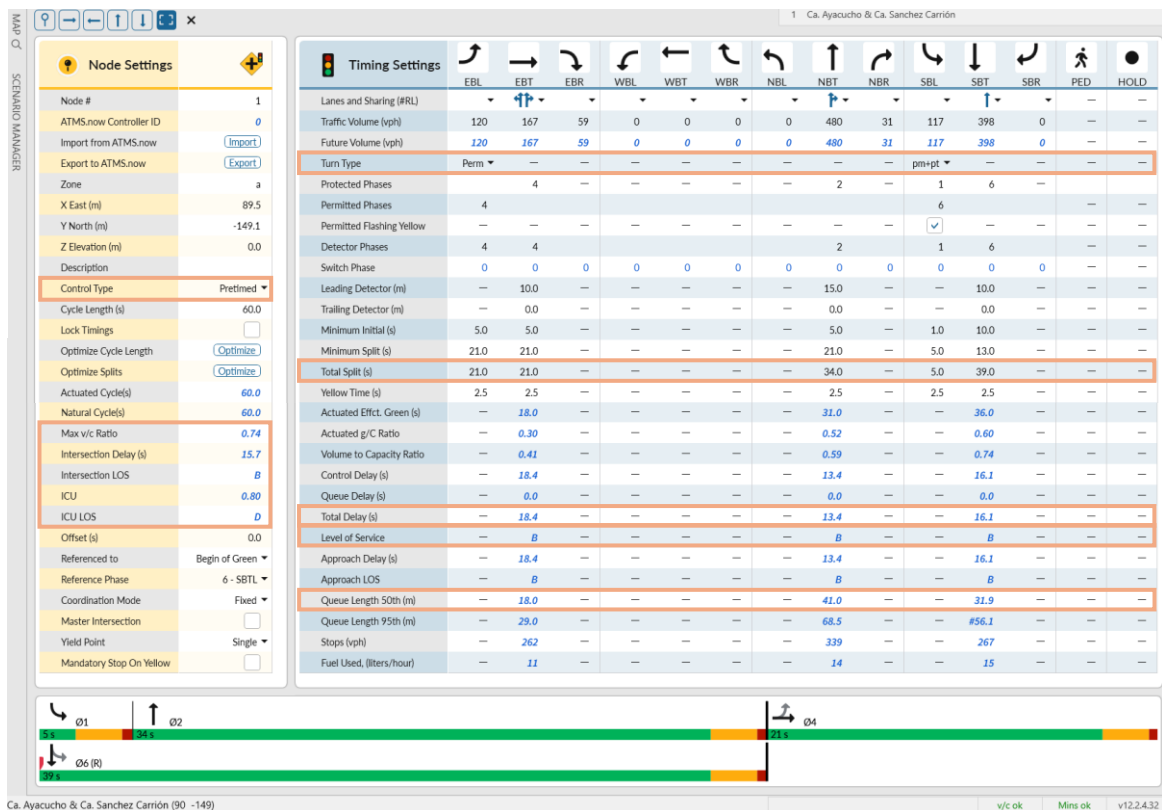 MAP
SCENARIO MANAGER
1 Ca. Ayacucho & Ca. Sanchez Carrión
Node Settings
Node # 1
ATMS.now Controller ID 0
Import from ATMS.now Import
Export to ATMS.now Export
Zone a
X East (m) 89.5
Y North (m) -149.1
Z Elevation (m) 0.0
Description
Control Type Pretimed
Cycle Length (s) 60.0
Lock Timings
Optimize Cycle Length Optimize
Optimize Splits Optimize
Actuated Cycle(s) 60.0
Natural Cycle(s) 60.0
Max v/c Ratio 0.74
Intersection Delay (s) 15.7
Intersection LOS B
ICU 0.80
ICU LOS D
Offset (s) 0.0
Referenced to Begin of Green
Reference Phase 6 - SBTL
Coordination Mode Fixed
Master Intersection
Yield Point Single
Mandatory Stop On Yellow
Timing Settings EBL EBT EBR WBL WBT WBR NBL NBT NBR SBL SBT SBR PED HOLD
Lanes and Sharing (#RL) — —
Traffic Volume (vph) 120 167 59 0 0 0 0 480 31 117 398 0 — —
Future Volume (vph) 120 167 59 0 0 0 0 480 31 117 398 0 — —
Turn Type Perm — — — — — — — — pm+pt — — — —
Protected Phases 4 — — — — — 2 — 1 6 — — —
Permitted Phases 4 6 — —
Permitted Flashing Yellow — — — — — — — — — — — — —
Detector Phases 4 4 2 1 6 — —
Switch Phase 0 0 0 0 0 0 0 0 0 0 0 0 — —
Leading Detector (m) — 10.0 — — — — — 15.0 — — 10.0 — — —
Trailing Detector (m) — 0.0 — — — — — 0.0 — — 0.0 — — —
Minimum Initial (s) 5.0 5.0 — — — — — 5.0 — 1.0 10.0 — — —
Minimum Split (s) 21.0 21.0 — — — — — 21.0 — 5.0 13.0 — — —
Total Split (s) 21.0 21.0 — — — — — 34.0 — 5.0 39.0 — — —
Yellow Time (s) 2.5 2.5 — — — — — 2.5 — 2.5 2.5 — — —
Actuated Effct. Green (s) — 18.0 — — — — — 31.0 — — 36.0 — — —
Actuated g/C Ratio — 0.30 — — — — — 0.52 — — 0.60 — — —
Volume to Capacity Ratio — 0.41 — — — — — 0.59 — — 0.74 — — —
Control Delay (s) — 18.4 — — — — — 13.4 — — 16.1 — — —
Queue Delay (s) — 0.0 — — — — — 0.0 — — 0.0 — — —
Total Delay (s) — 18.4 — — — — — 13.4 — — 16.1 — — —
Level of Service — B — — — — — B — — B — — —
Approach Delay (s) — 18.4 — — — — — 13.4 — — 16.1 — — —
Approach LOS — B — — — — — B — — B — — —
Queue Length 50th (m) — 18.0 — — — — — 41.0 — — 31.9 — — —
Queue Length 95th (m) — 29.0 — — — — — 68.5 — — #56.1 — — —
Stops (vph) — 262 — — — — — 339 — — 267 — — —
Fuel Used, (liters/hour) — 11 — — — — — 14 — — 15 — — —
Ø1 Ø2 Ø4
5 s 34 s 21 s
Ø6 (R)
39 s
Ca. Ayacucho & Ca. Sanchez Carrión (90 -149) v/c ok Mins ok v12.2.4.32